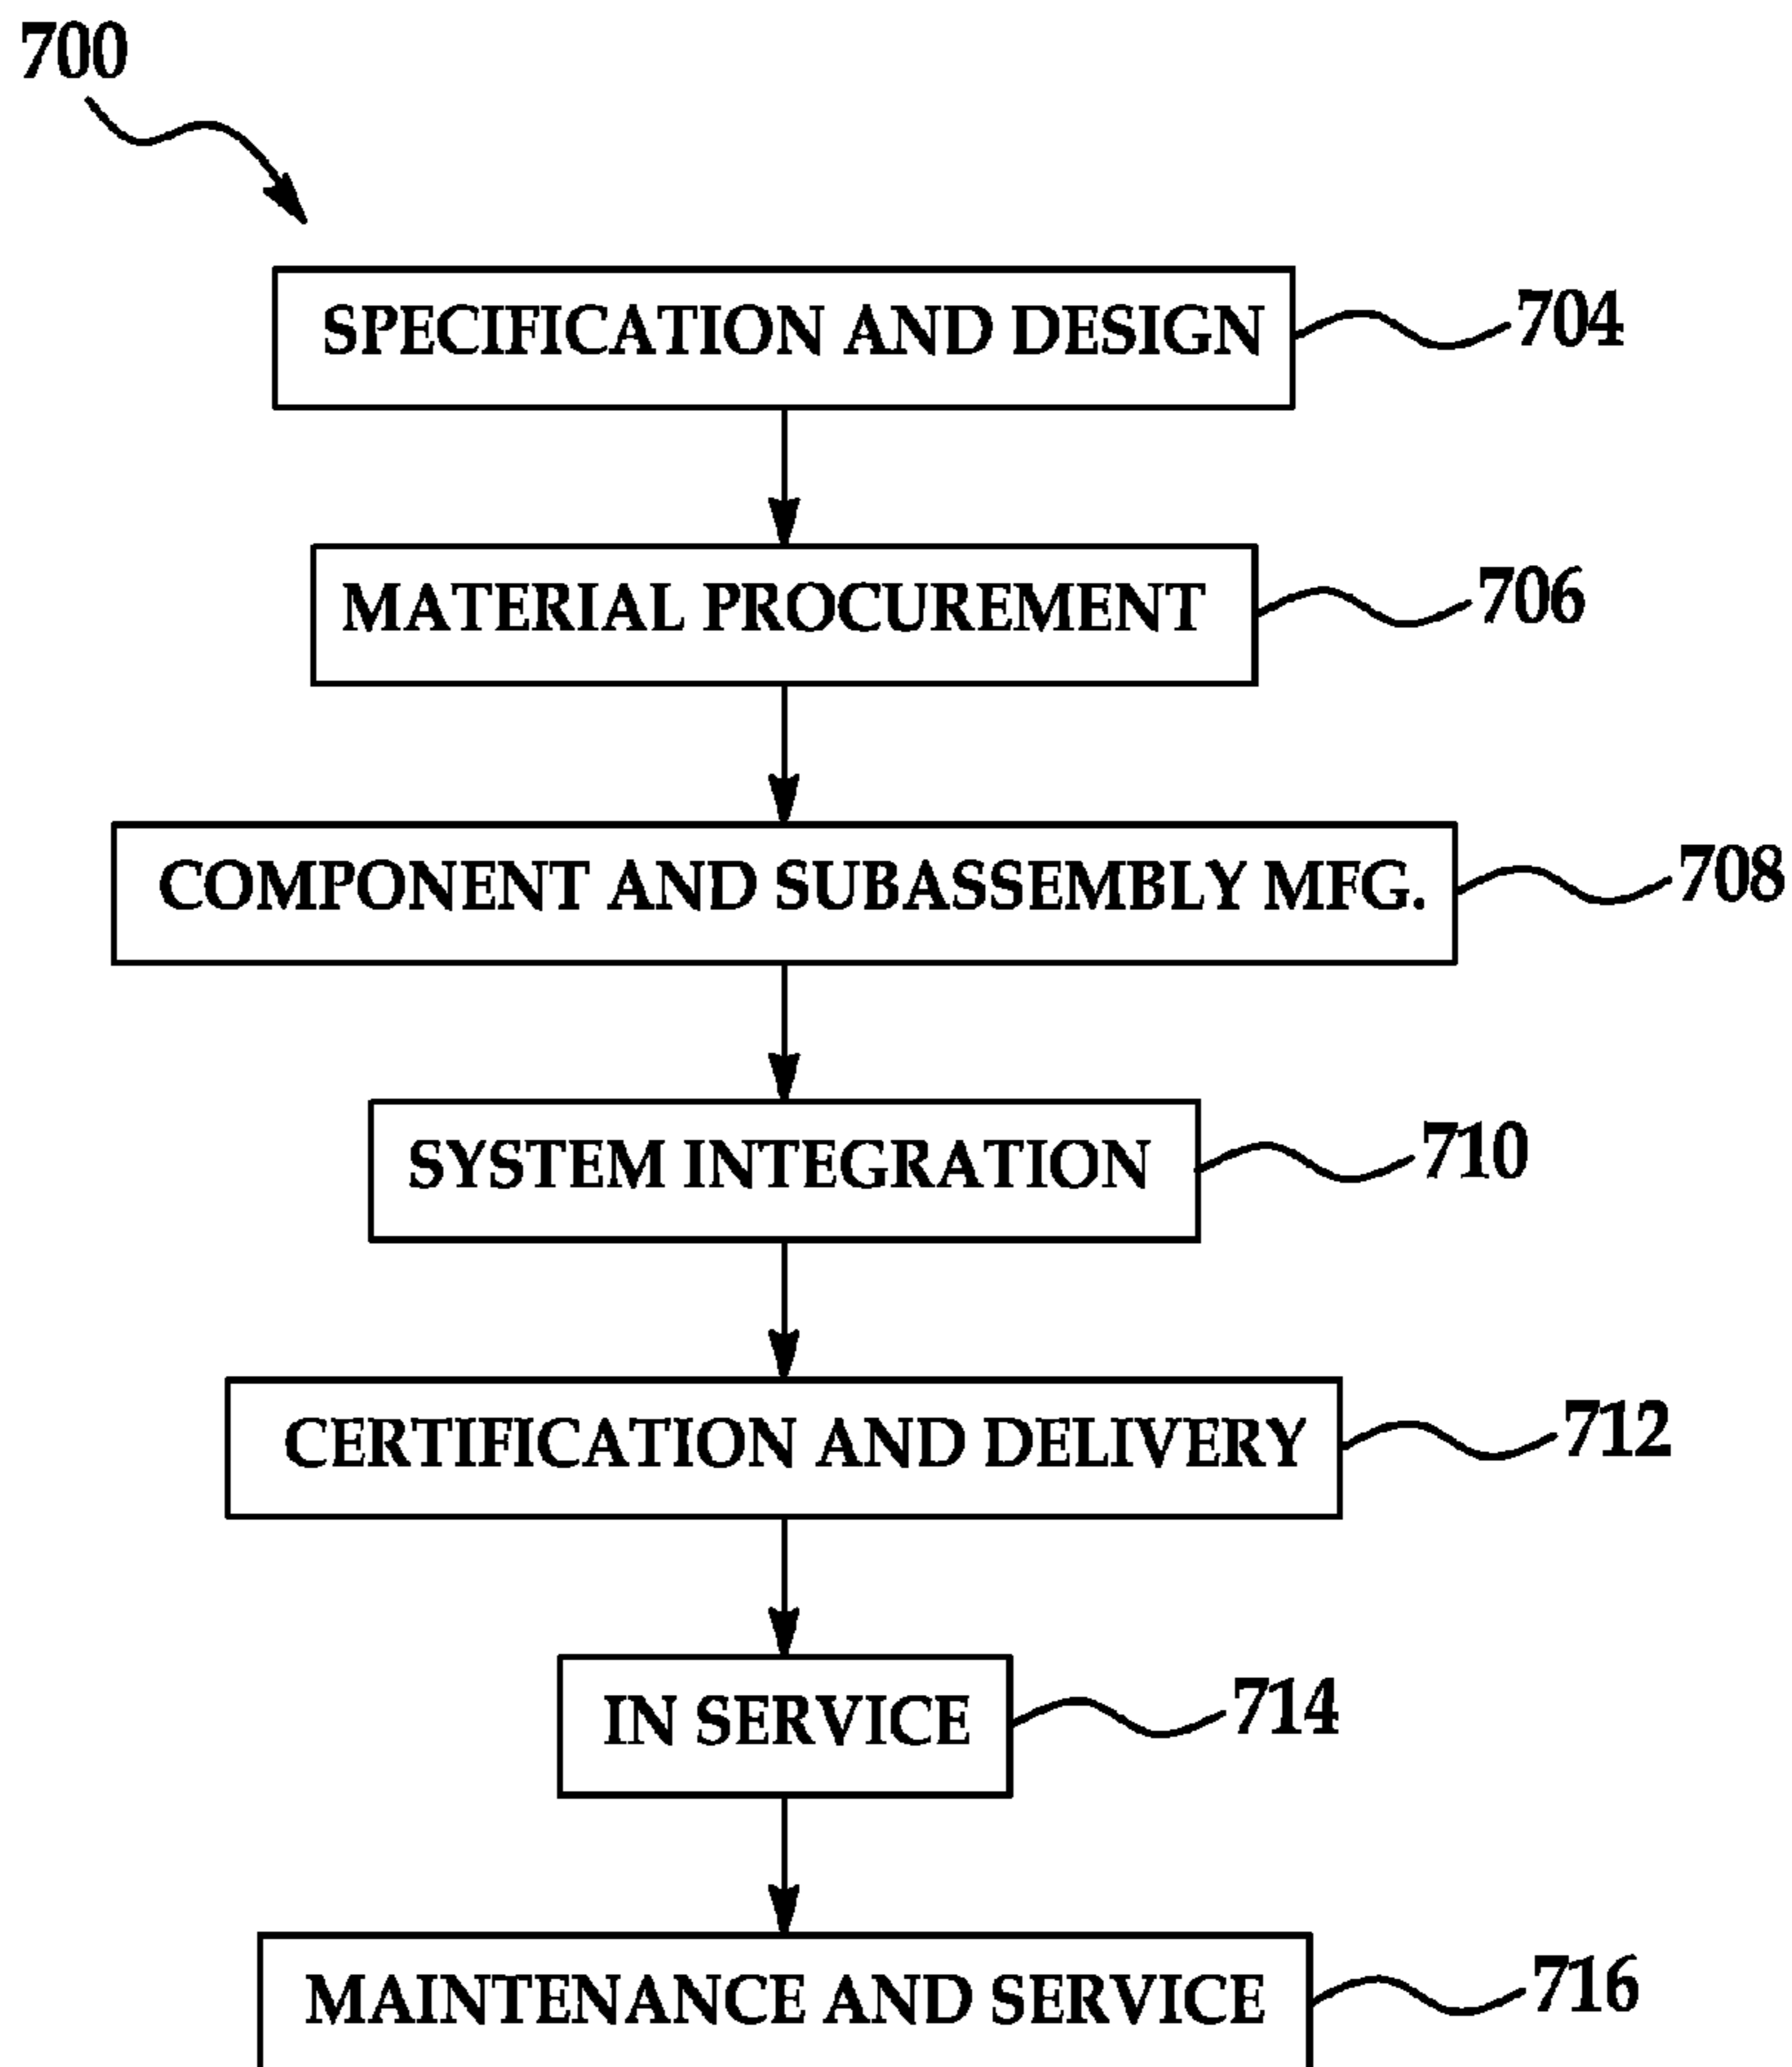 700
SPECIFICATION AND DESIGN 704
MATERIAL PROCUREMENT 706
COMPONENT AND SUBASSEMBLY MFG. 708
SYSTEM INTEGRATION 710
CERTIFICATION AND DELIVERY 712
IN SERVICE 714
MAINTENANCE AND SERVICE 716